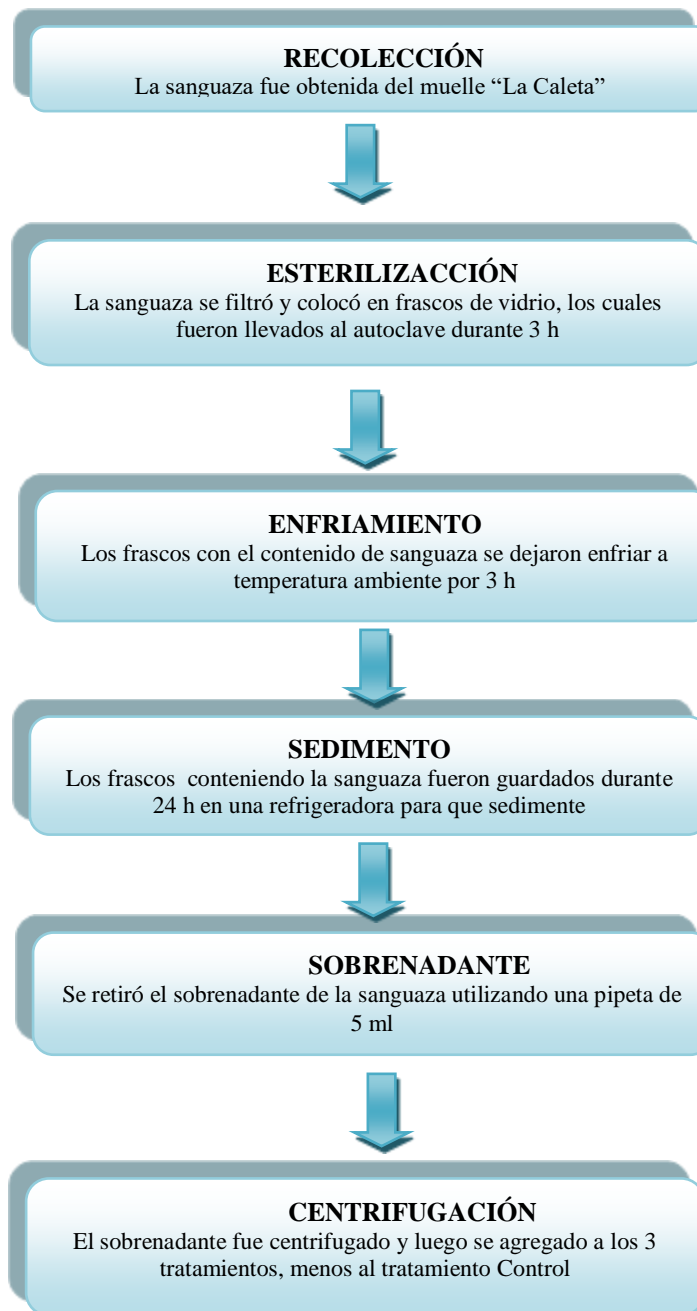 RECOLECCIÓN
La sanguaza fue obtenida del muelle “La Caleta”
ESTERILIZACCIÓN
La sanguaza se filtró y colocó en frascos de vidrio, los cuales
fueron llevados al autoclave durante 3 h
ENFRIAMIENTO
Los frascos con el contenido de sanguaza se dejaron enfriar a
temperatura ambiente por 3 h
SEDIMENTO
Los frascos conteniendo la sanguaza fueron guardados durante
24 h en una refrigeradora para que sedimente
SOBRENADANTE
Se retiró el sobrenadante de la sanguaza utilizando una pipeta de
5 ml
CENTRIFUGACIÓN
El sobrenadante fue centrifugado y luego se agregado a los 3
tratamientos, menos al tratamiento Control